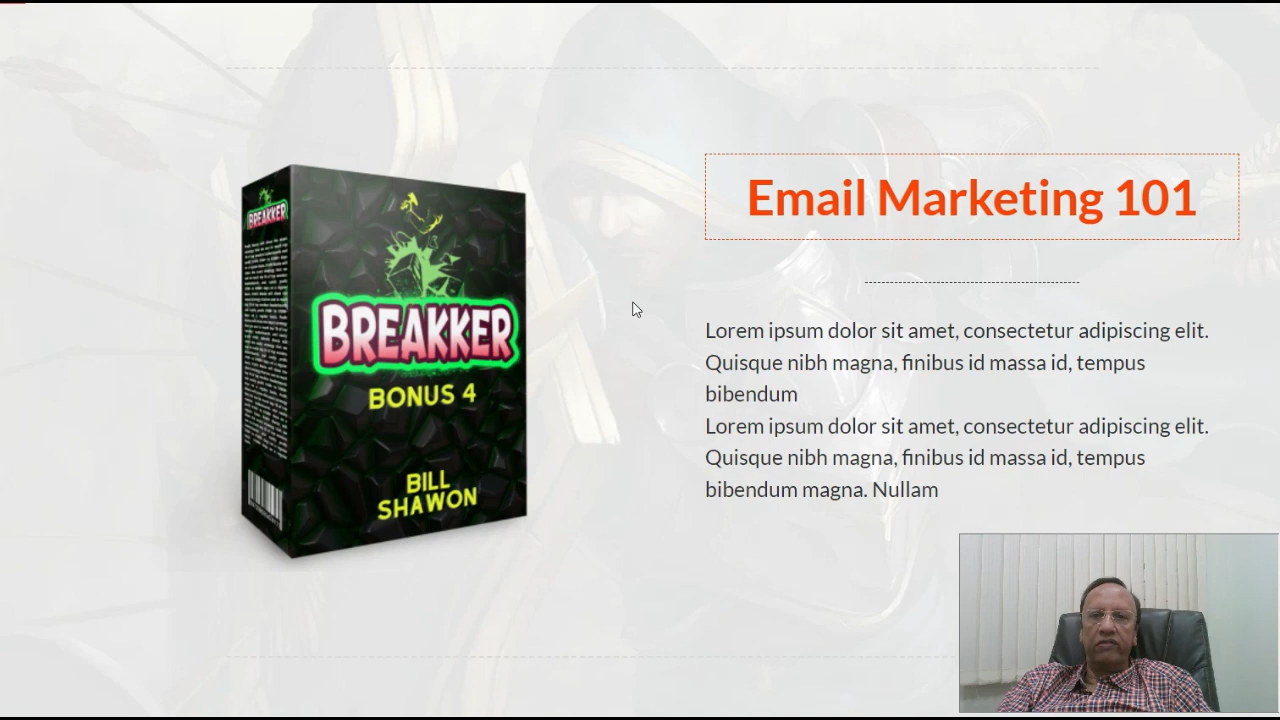 BREAKKER
BREAKKER
BONUS 4
BILL
SHAWON
Email Marketing 101
Lorem ipsum dolor sit amet, consectetur adipiscing elit.
Quisque nibh magna, finibus id massa id, tempus
bibendum
Lorem ipsum dolor sit amet, consectetur adipiscing elit.
Quisque nibh magna, finibus id massa id, tempus
bibendum magna. Nullam